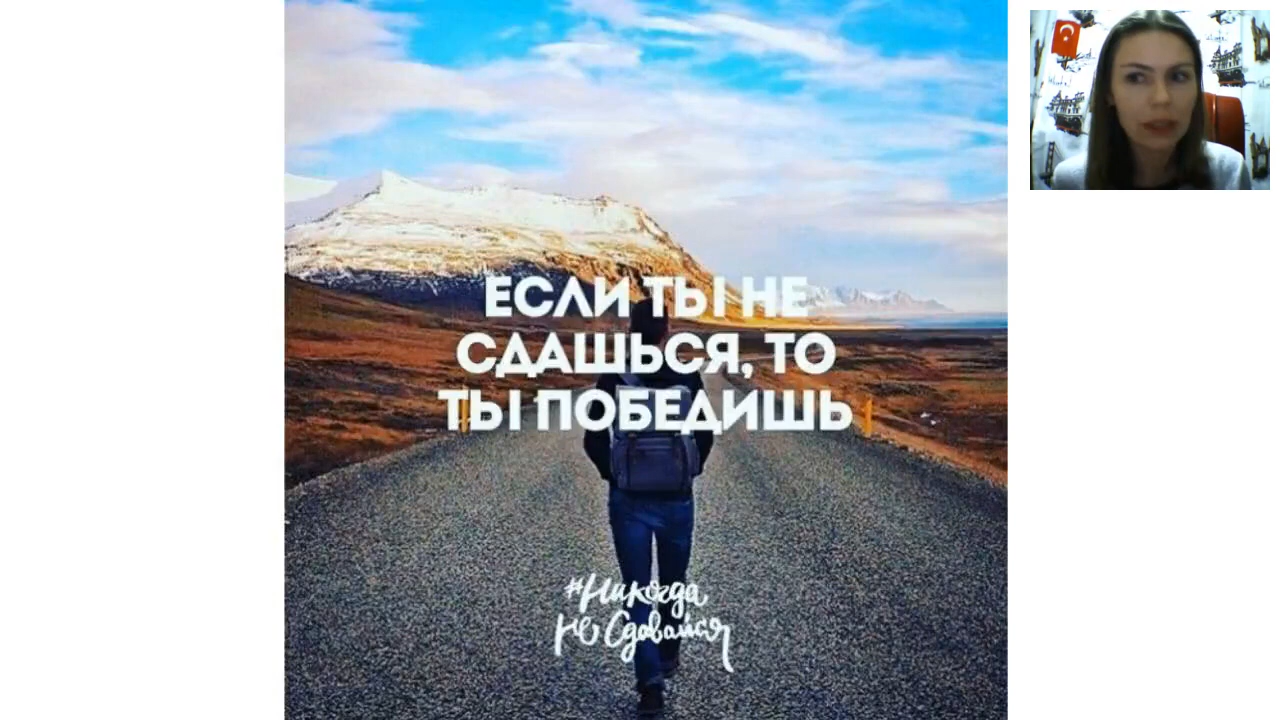 ЕСЛИ ТЫ НЕ
СДАШЬСЯ, ТО
ТЫ ПОБЕДИШЬ
#Никогда
не Сдавайся